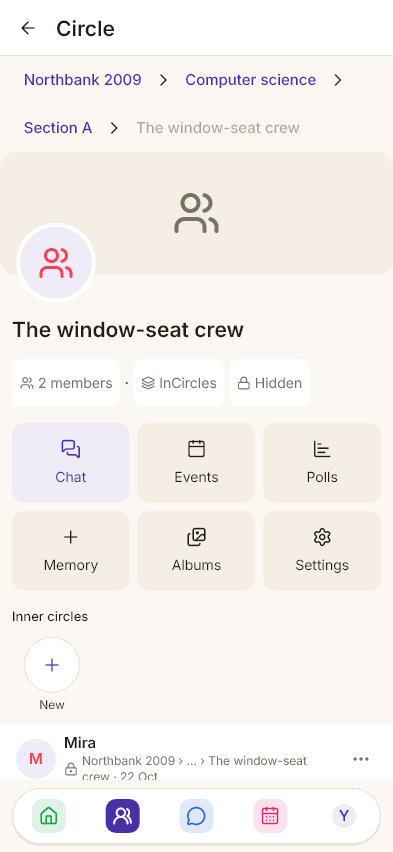 Circle
Northbank 2009 > Computer science >
Section A > The window-seat crew
The window-seat crew
2 members · InCircles Hidden
Chat Events Polls
Memory Albums Settings
Inner circles
New
M Mira
Northbank 2009 › ... › The window-seat
crew · 22 Oct
Y